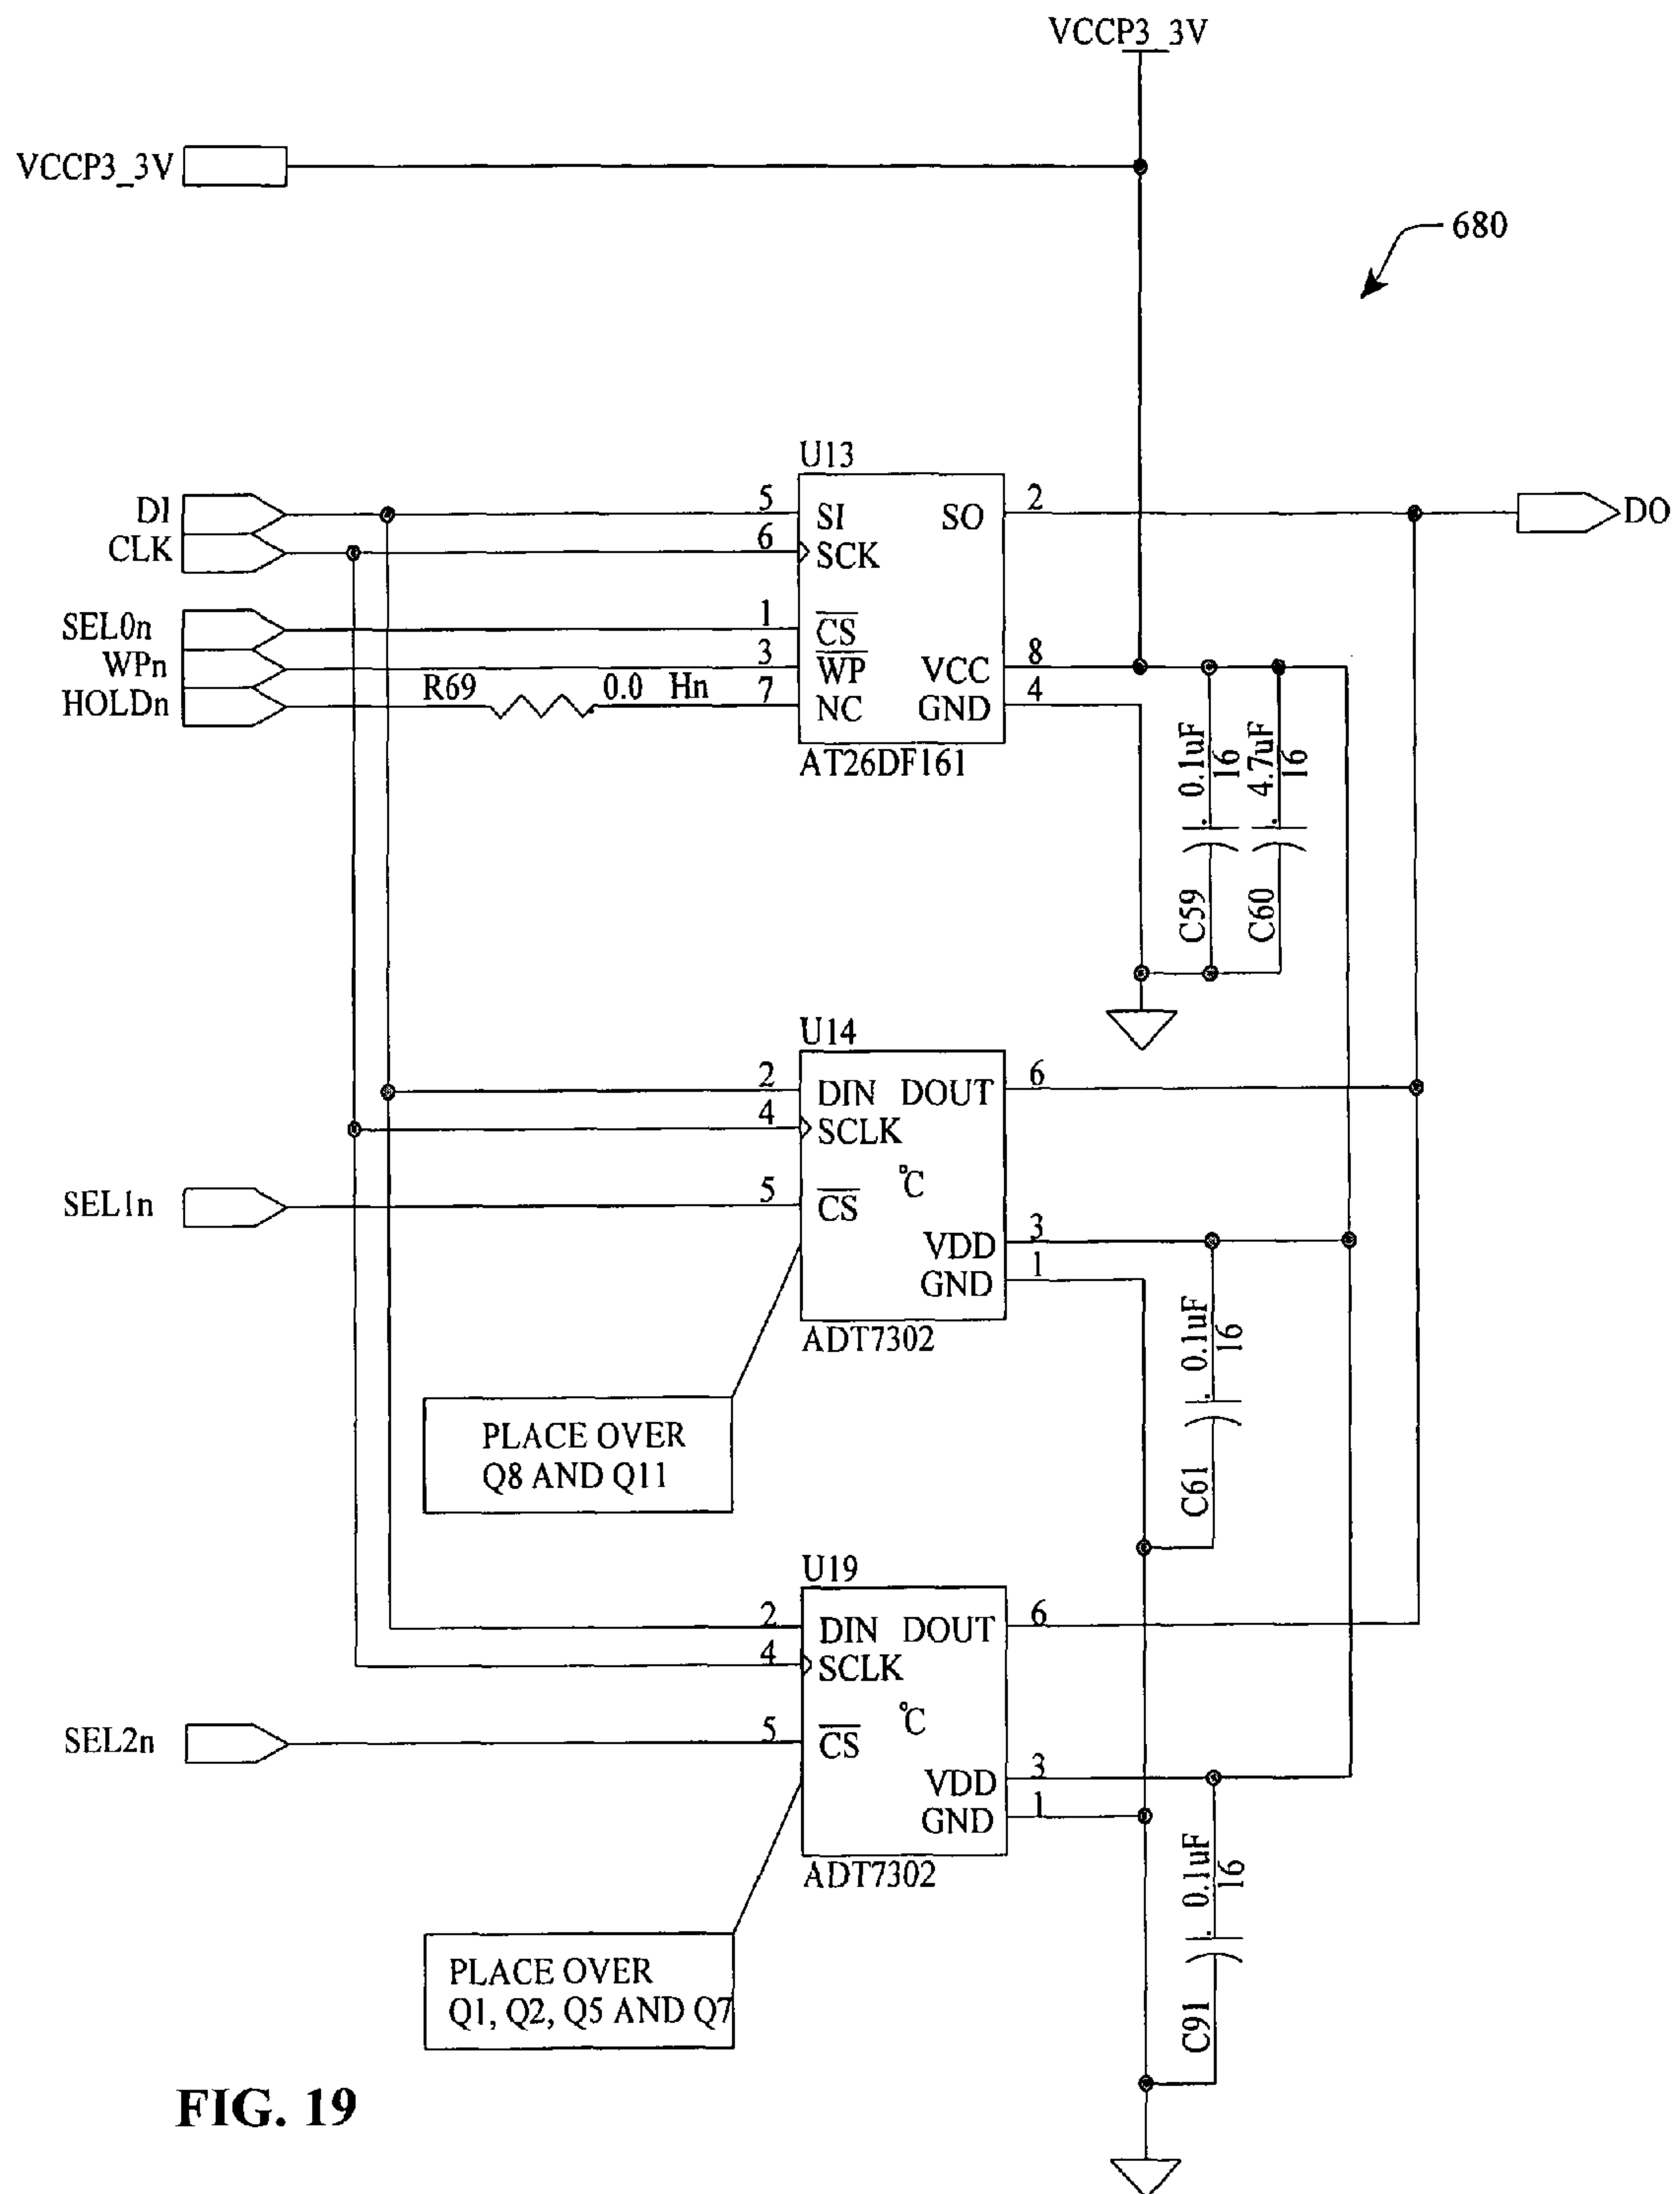 VCCP3_3V
VCCP3_3V
680
U13
DI
5
SI
SO
2
DO
CLK
6
SCK
SEL0n
1
CS
WPn
3
WP
VCC
8
HOLDn
R69
0.0
Hn
7
NC
GND
4
AT26DF161
0.1uF
16
4.7uF
16
C59
C60
U14
2
DIN
DOUT
6
4
SCLK
°C
SEL1n
5
CS
VDD
3
GND
1
ADT7302
0.1uF
16
PLACE OVER
Q8 AND Q11
C61
U19
2
DIN
DOUT
6
4
SCLK
°C
SEL2n
5
CS
VDD
3
GND
1
ADT7302
0.1uF
16
PLACE OVER
Q1, Q2, Q5 AND Q7
C91
FIG. 19